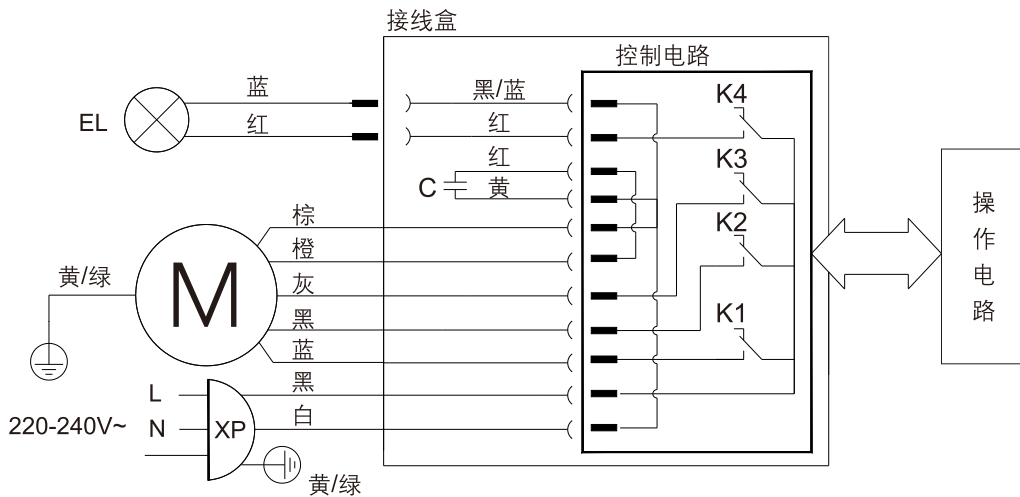 接线盒
控制电路
EL
蓝
红
黑/蓝
红
红
黄
C
K4
K3
K2
K1
操作电路
黄/绿
M
棕
橙
灰
黑
蓝
黑
白
L
220-240V~ N
XP
黄/绿